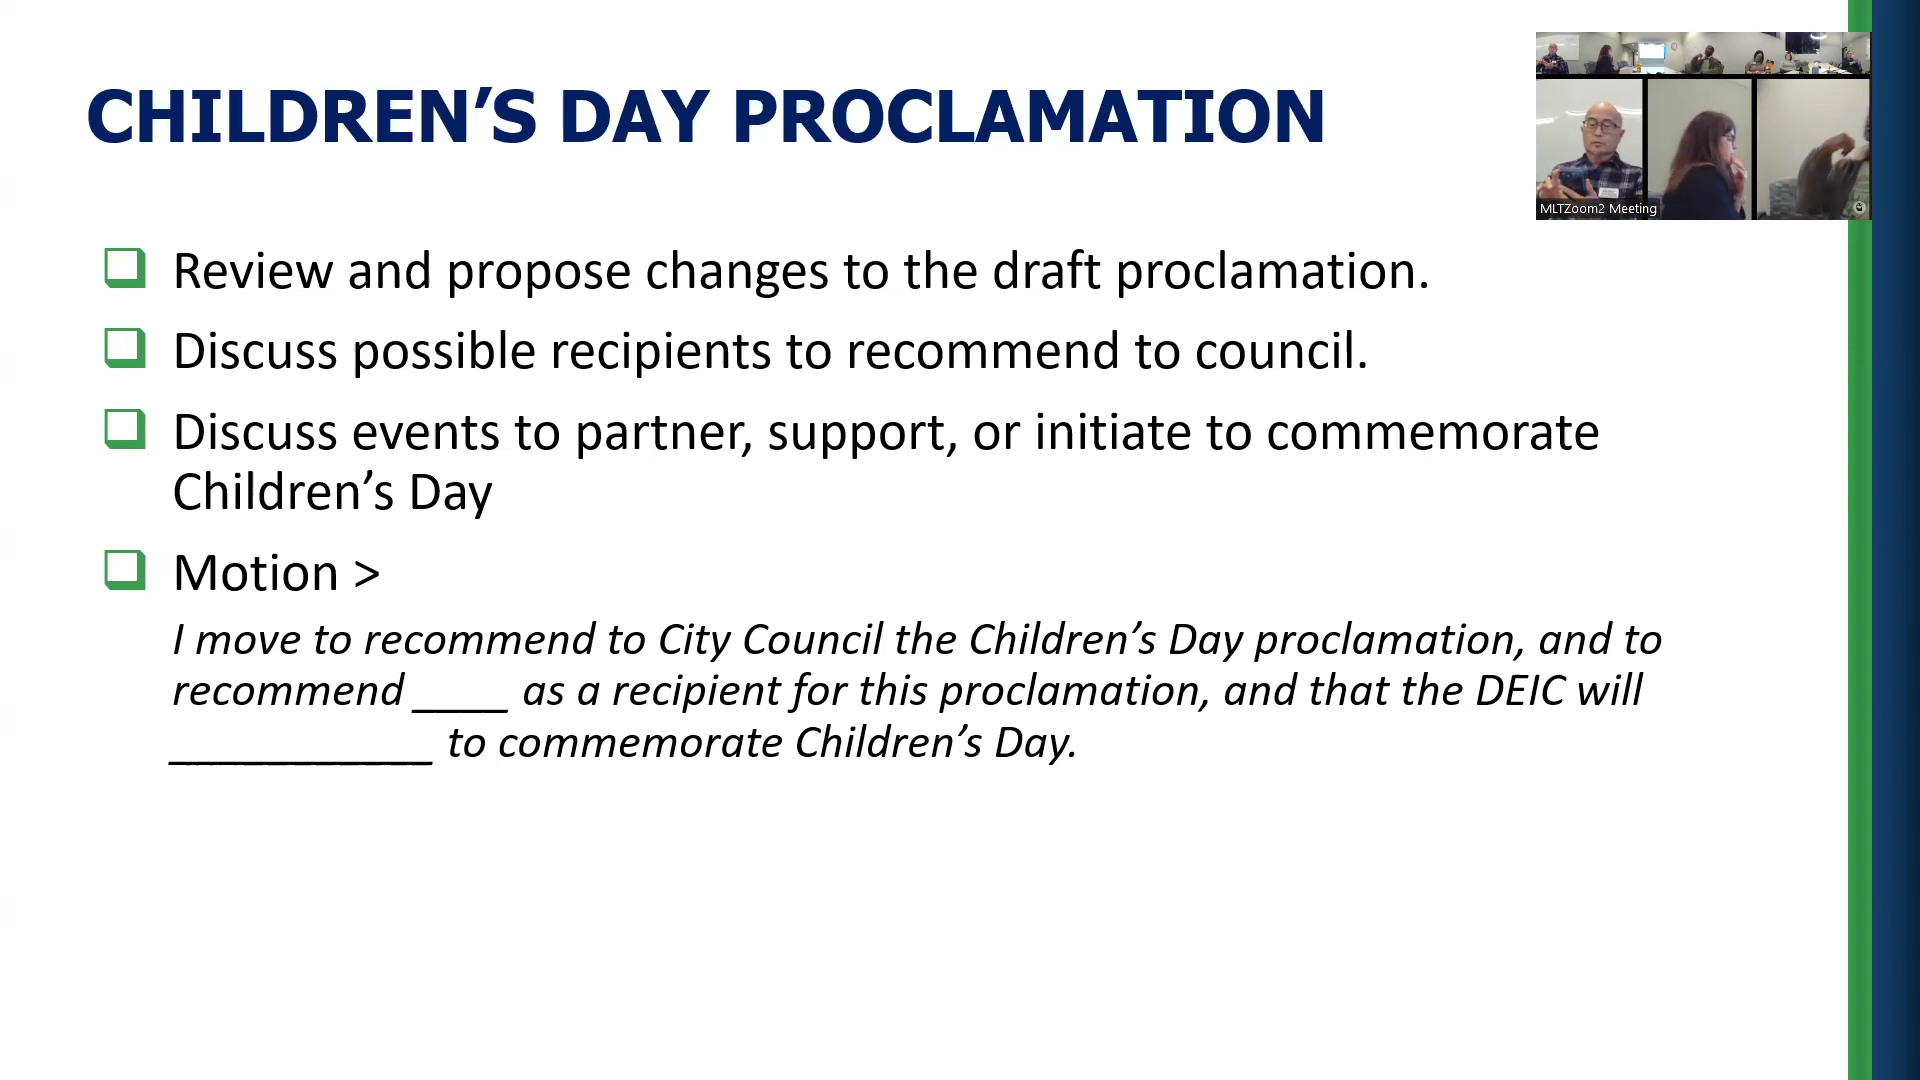 CHILDREN’S DAY PROCLAMATION
MLTZoom2 Meeting
Review and propose changes to the draft proclamation.
Discuss possible recipients to recommend to council.
Discuss events to partner, support, or initiate to commemorate
Children’s Day
Motion >
I move to recommend to City Council the Children’s Day proclamation, and to
recommend ____ as a recipient for this proclamation, and that the DEIC will
___________ to commemorate Children’s Day.